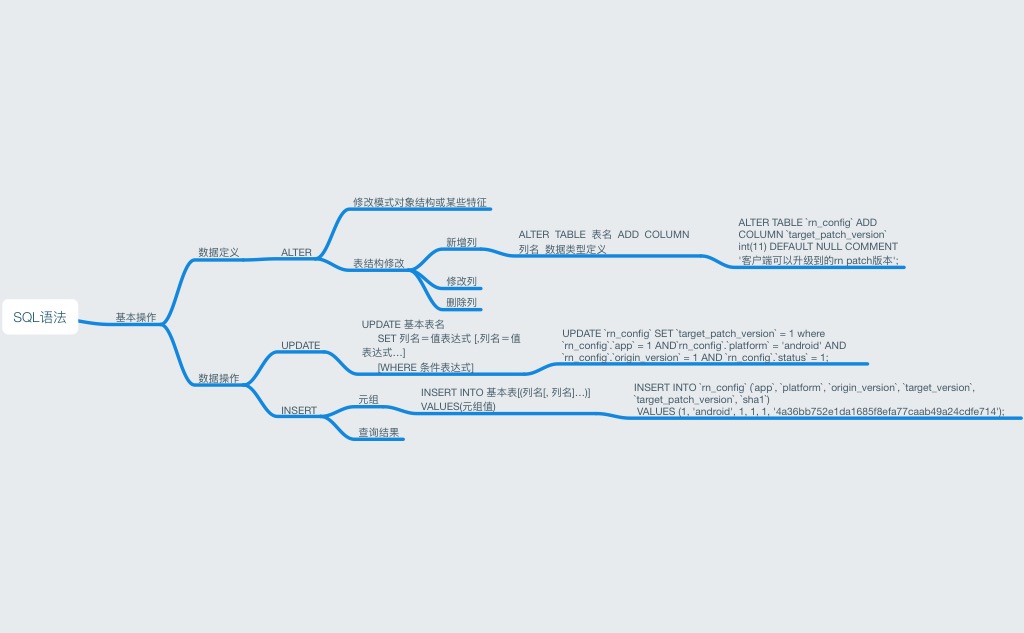 SQL语法
基本操作
数据定义
ALTER
修改模式对象结构或某些特征
表结构修改
新增列
ALTER TABLE 表名 ADD COLUMN
列名 数据类型定义
ALTER TABLE `rn_config` ADD
COLUMN `target_patch_version`
int(11) DEFAULT NULL COMMENT
'客户端可以升级到的rn patch版本';
修改列
删除列
数据操作
UPDATE
UPDATE 基本表名
SET 列名＝值表达式 [,列名＝值
表达式…]
[WHERE 条件表达式]
UPDATE `rn_config` SET `target_patch_version` = 1 where
`rn_config`.`app` = 1 AND`rn_config`.`platform` = 'android' AND
`rn_config`.`origin_version` = 1 AND `rn_config`.`status` = 1;
INSERT
元组
INSERT INTO 基本表[(列名[, 列名]…)]
VALUES(元组值)
INSERT INTO `rn_config` (`app`, `platform`, `origin_version`, `target_version`,
`target_patch_version`, `sha1`)
VALUES (1, 'android', 1, 1, 1, '4a36bb752e1da1685f8efa77caab49a24cdfe714');
查询结果